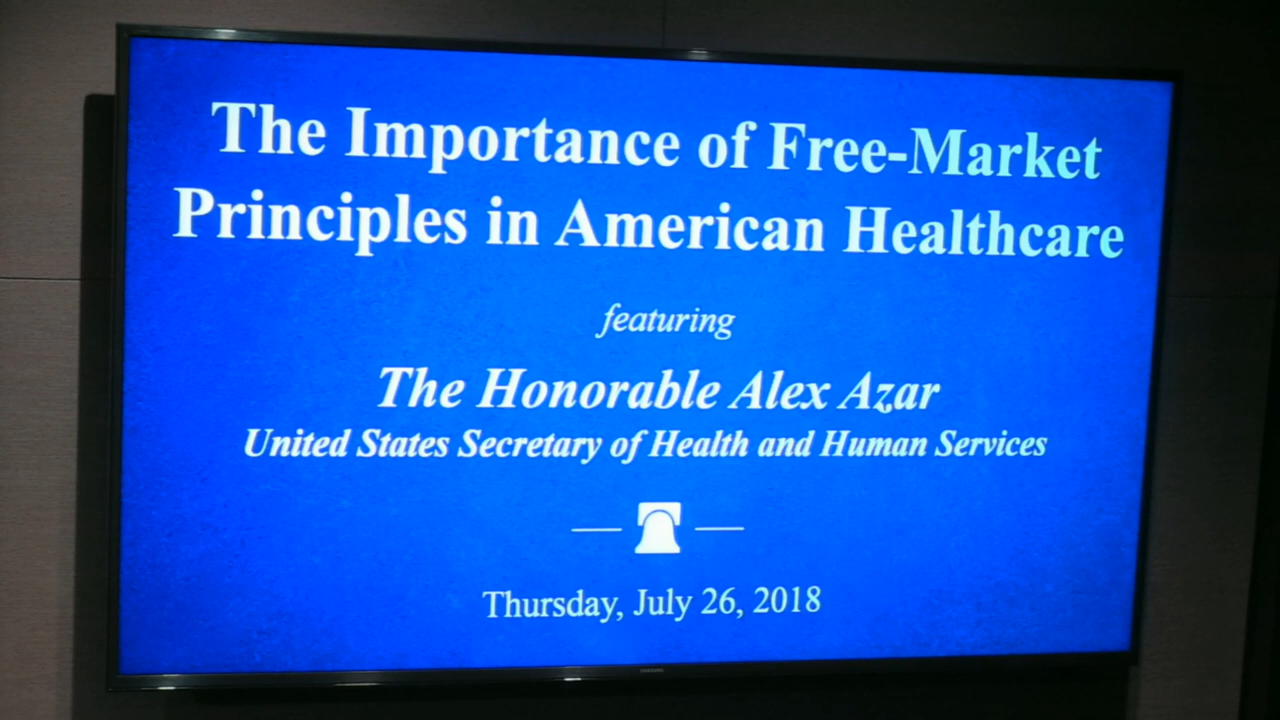 The Importance of Free-Market
Principles in American Healthcare
featuring
The Honorable Alex Azar
United States Secretary of Health and Human Services
Thursday, July 26, 2018
SAMSUNG